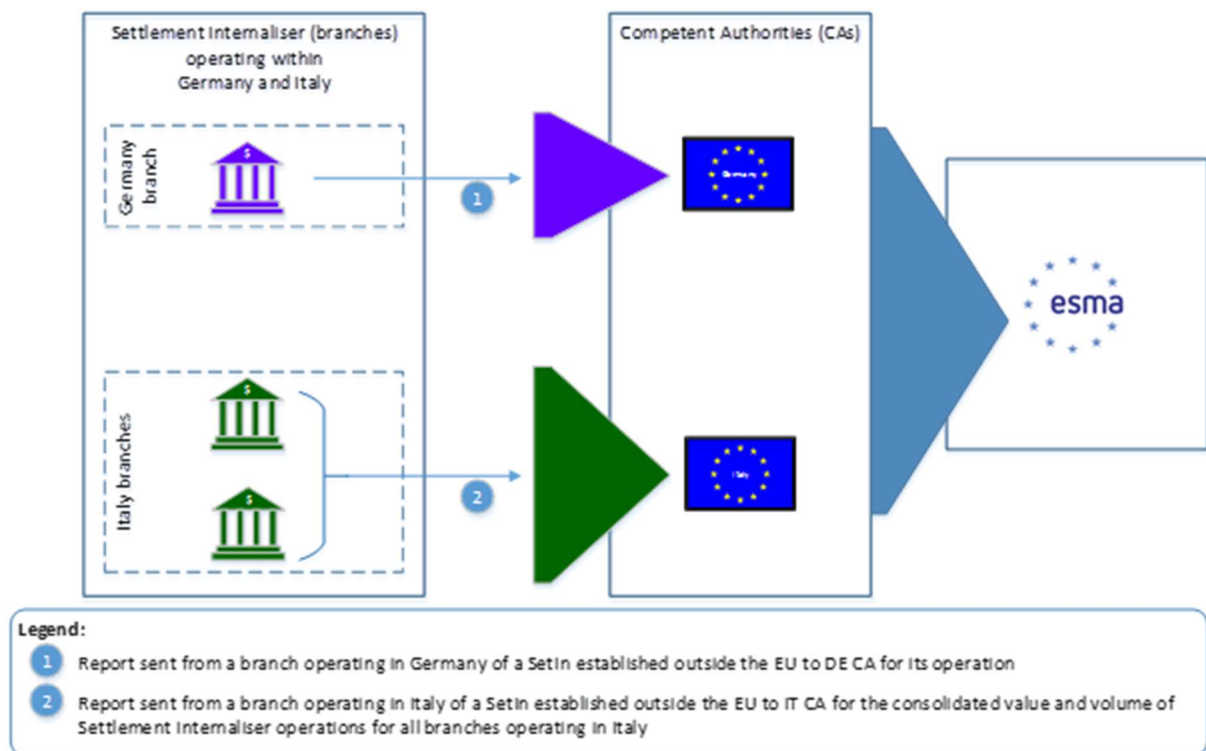 Settlement Internaliser (branches)
operating within
Germany and Italy
Competent Authorities (CAs)
Germany
branch
$
1
Germany
esma
Italy branches
$
$
2
Italy
Legend:
1 Report sent from a branch operating in Germany of a SetIn established outside the EU to DE CA for its operation
2 Report sent from a branch operating in Italy of a SetIn established outside the EU to IT CA for the consolidated value and volume of
Settlement Internaliser operations for all branches operating in Italy